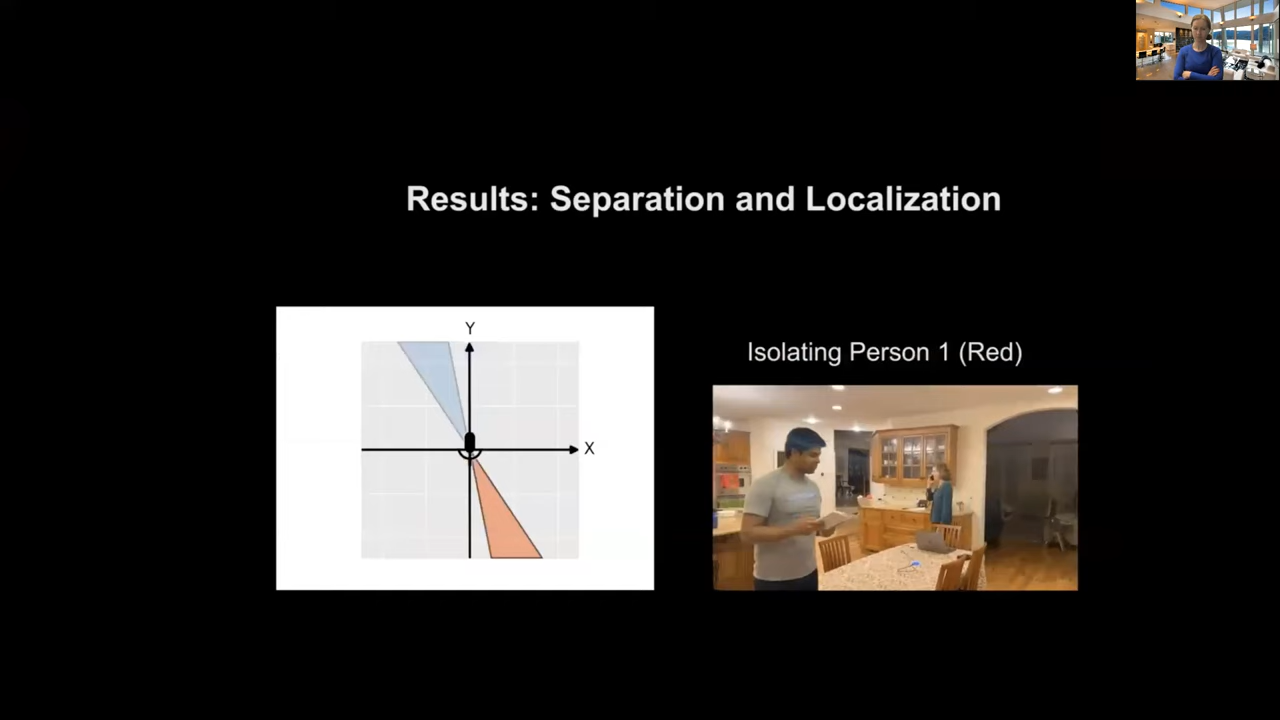 Results: Separation and Localization
Y
X
Isolating Person 1 (Red)